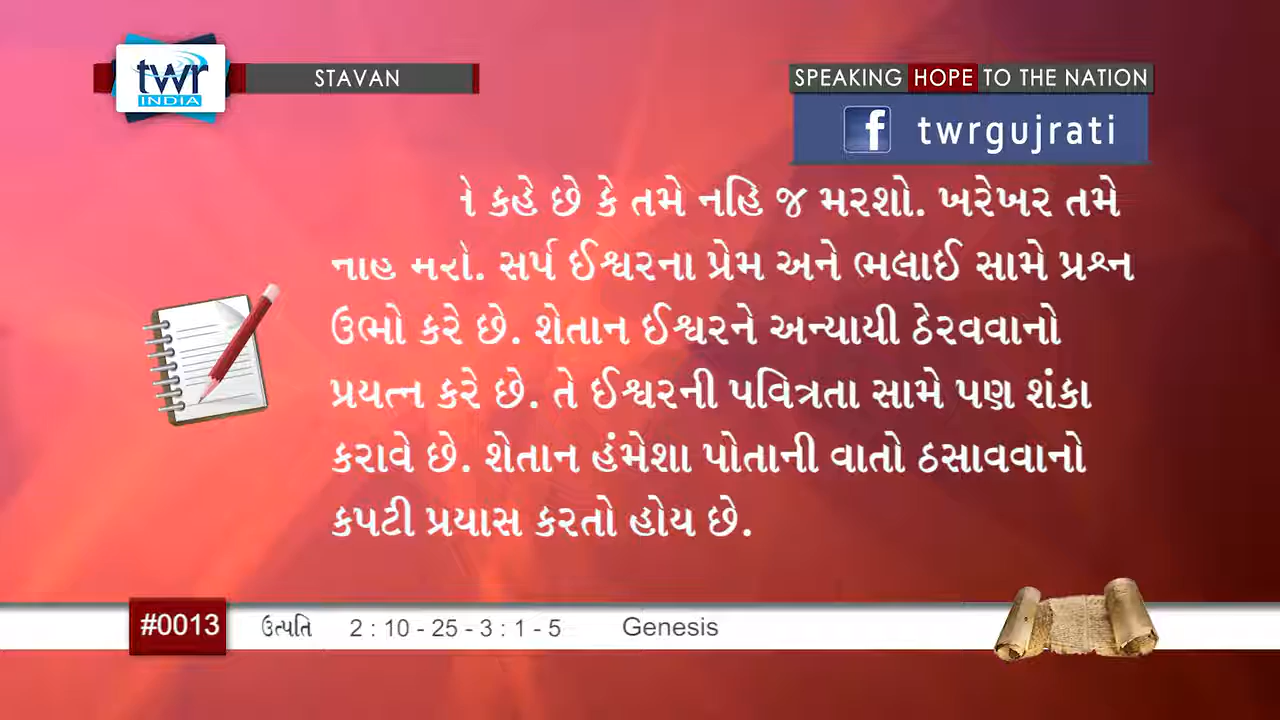 twr
INDIA
STAVAN
SPEAKING HOPE TO THE NATION
twrgujrati
કહે છે કે તમે નહિ જ મરશો. ખરેખર તમે
સર્પ ઈશ્વરના પ્રેમ અને ભલાઈ સામે પ્રશ્ન
ઉભો કરે છે. શેતાન ઈશ્વરને અન્યાયી ઠેરવવાનો
પ્રયત્ન કરે છે. તે ઈશ્વરની પવિત્રતા સામે પણ શંકા
કરાવે છે. શેતાન હંમેશા પોતાની વાતો ઠસાવવાનો
કપટી પ્રયાસ કરતો હોય છે.
#0013 ઉત્પતિ 2 : 10 - 25 - 3 : 1 - 5 Genesis